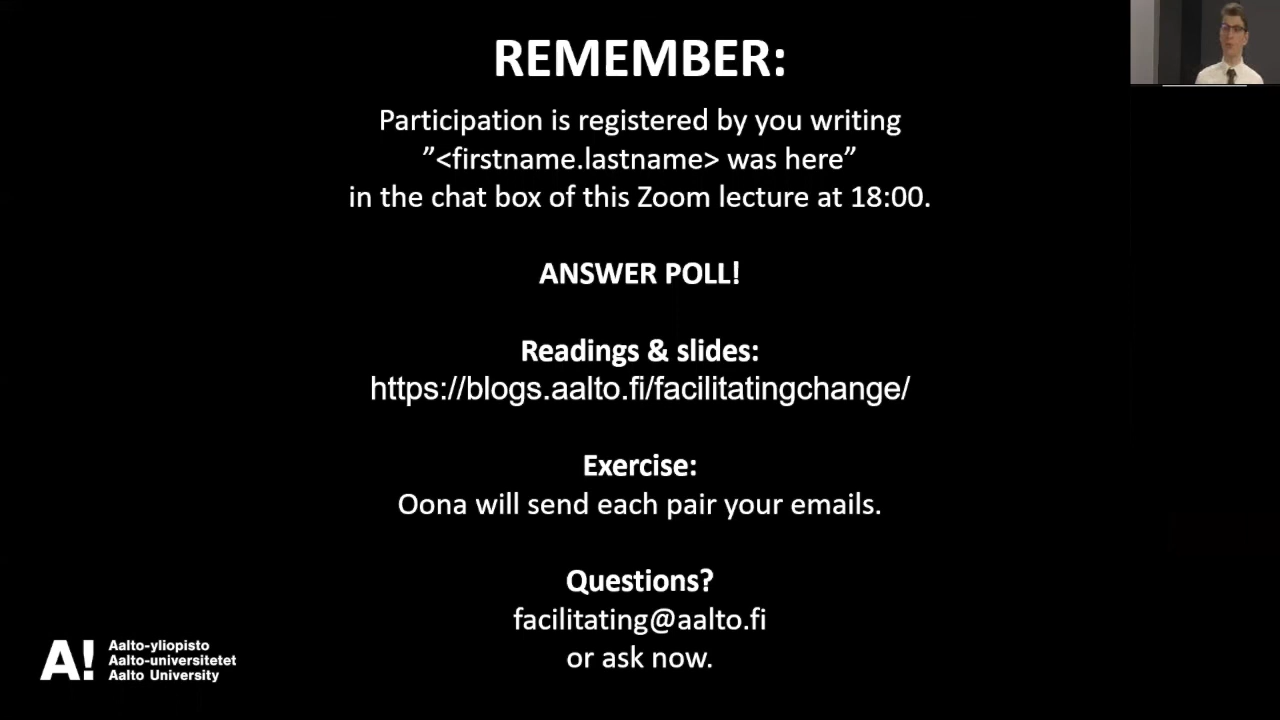 REMEMBER:
Participation is registered by you writing
”<firstname.lastname> was here”
in the chat box of this Zoom lecture at 18:00.
ANSWER POLL!
Readings & slides:
https://blogs.aalto.fi/facilitatingchange/
Exercise:
Oona will send each pair your emails.
Questions?
facilitating@aalto.fi
or ask now.
A!
Aalto-yliopisto
Aalto-universitetet
Aalto University